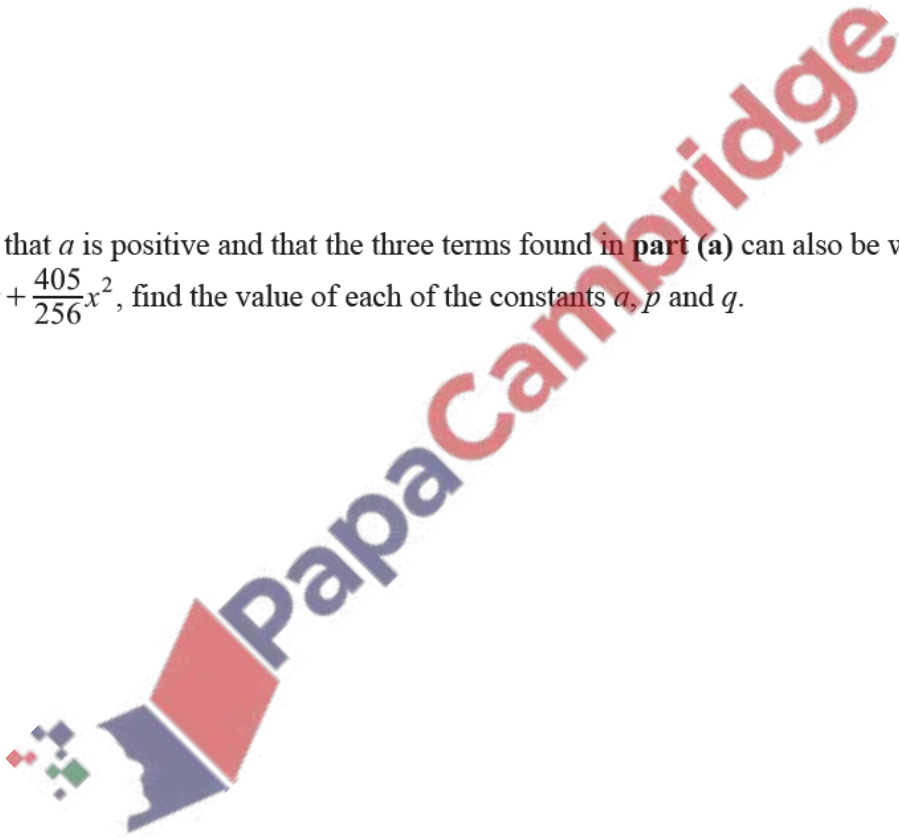 that a is positive and that the three terms found in part (a) can also be
+ 405/256 x², find the value of each of the constants a, p and q.
PapaCambridge